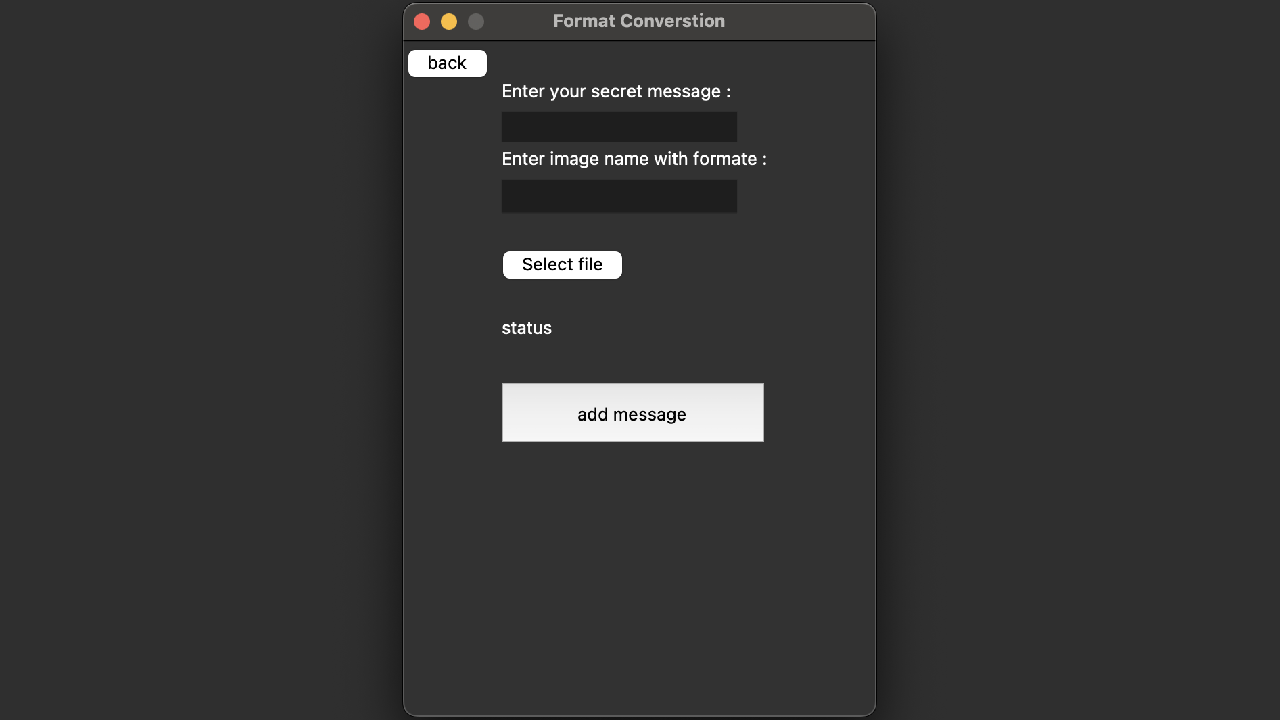 Format Converstion
back
Enter your secret message :
Enter image name with formate :
Select file
status
add message